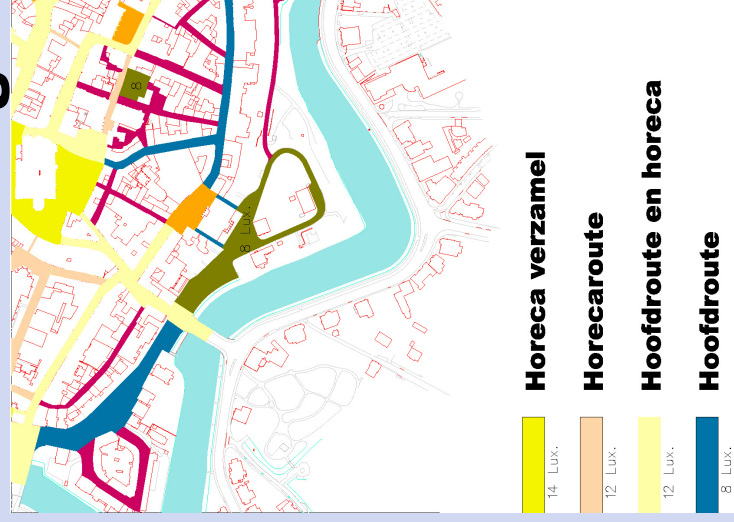 8
8 Lux.
Horeca verzamel
14 Lux.
Horecaroute
12 Lux.
Hoofdroute en horeca
12 Lux.
Hoofdroute
8 Lux.